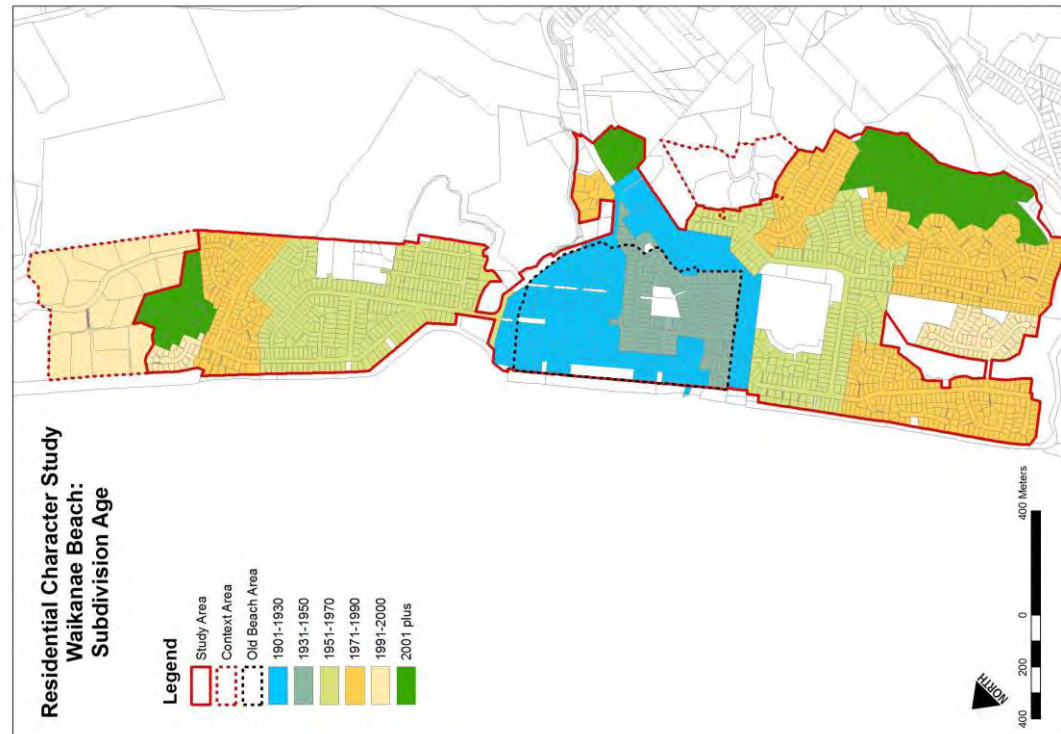 Residential Character Study
Waikanae Beach:
Subdivision Age
Legend
Study Area
Context Area
Old Beach Area
1901-1930
1931-1950
1951-1970
1971-1990
1991-2000
2001 plus
NORTH
400 200 0 400 Meters